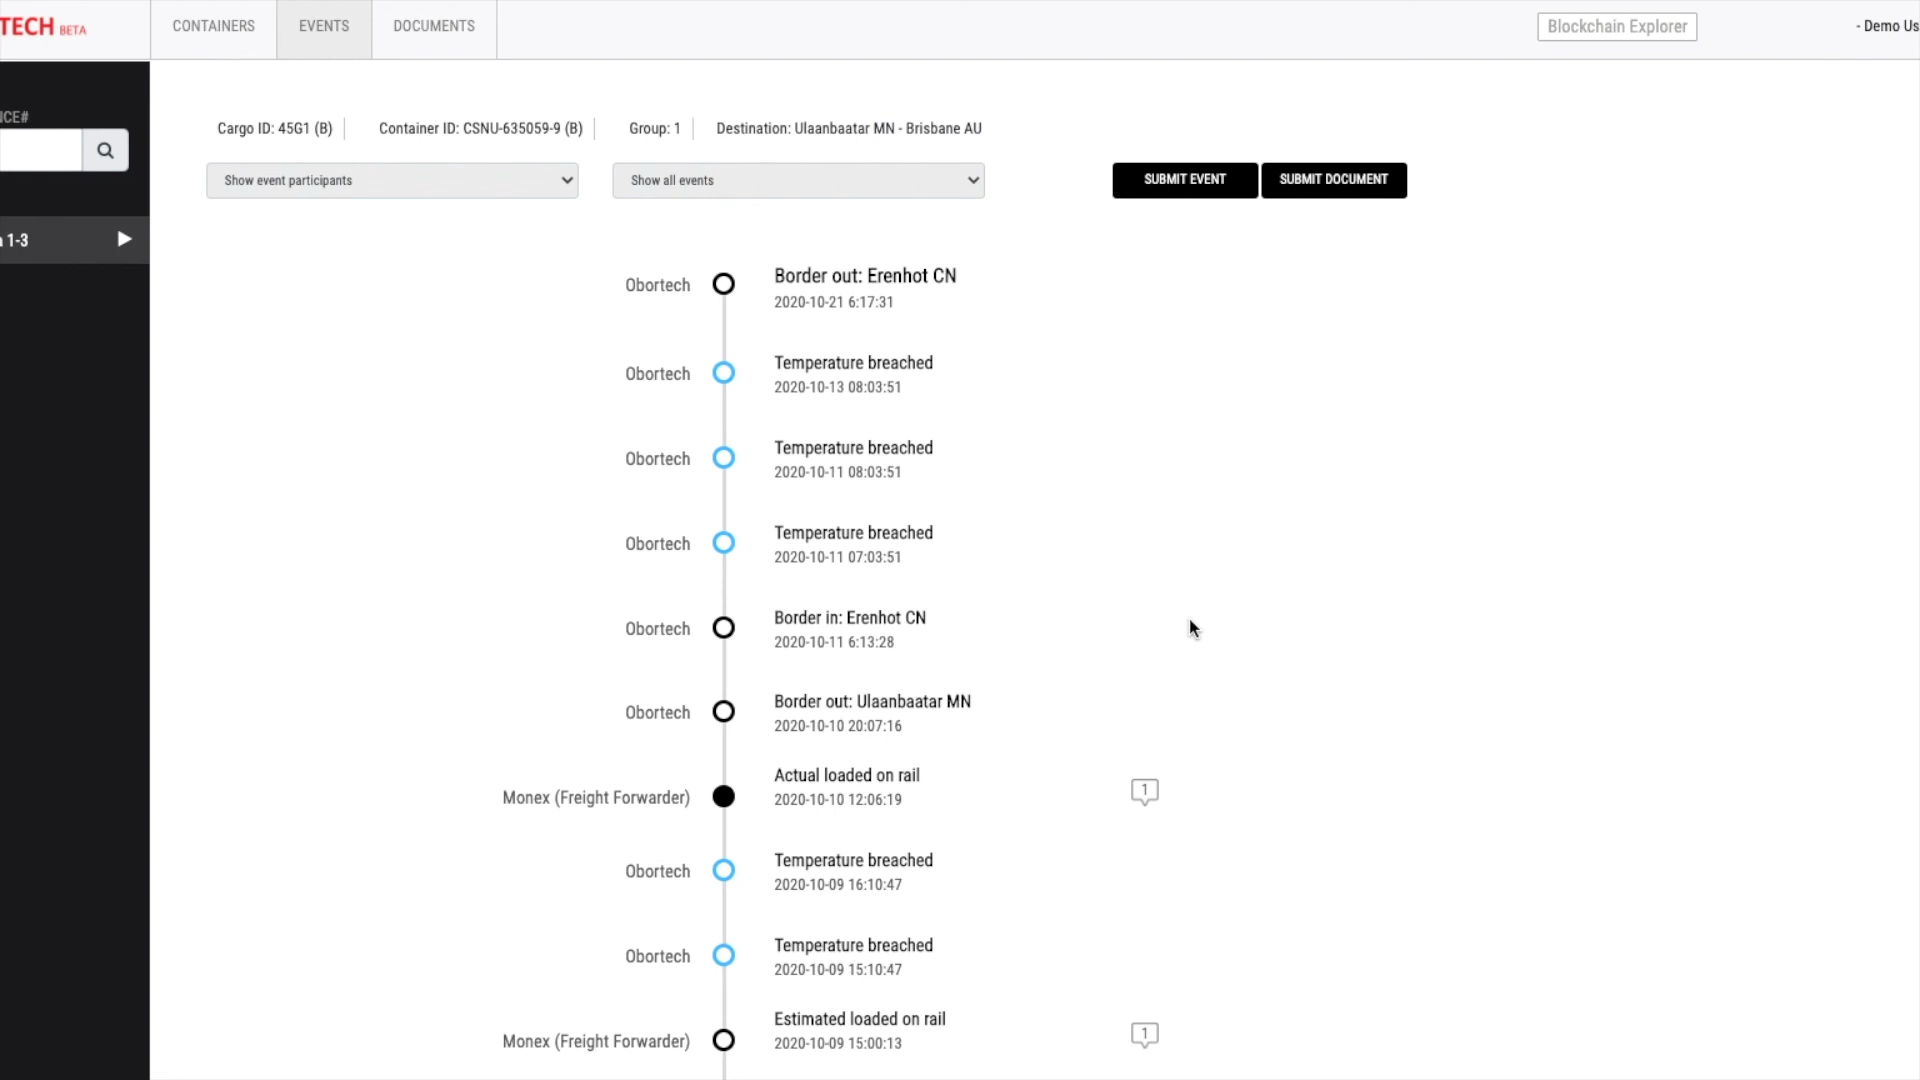 TECH BETA
CONTAINERS
EVENTS
DOCUMENTS
Blockchain Explorer
- Demo Us
NCE#
Cargo ID: 45G1 (B)
Container ID: CSNU-635059-9 (B)
Group: 1
Destination: Ulaanbaatar MN - Brisbane AU
Show event participants
Show all events
SUBMIT EVENT
SUBMIT DOCUMENT
1-3
Obortech
Border out: Erenhot CN
2020-10-21 6:17:31
Obortech
Temperature breached
2020-10-13 08:03:51
Obortech
Temperature breached
2020-10-11 08:03:51
Obortech
Temperature breached
2020-10-11 07:03:51
Obortech
Border in: Erenhot CN
2020-10-11 6:13:28
Obortech
Border out: Ulaanbaatar MN
2020-10-10 20:07:16
Monex (Freight Forwarder)
Actual loaded on rail
2020-10-10 12:06:19
1
Obortech
Temperature breached
2020-10-09 16:10:47
Obortech
Temperature breached
2020-10-09 15:10:47
Monex (Freight Forwarder)
Estimated loaded on rail
2020-10-09 15:00:13
1